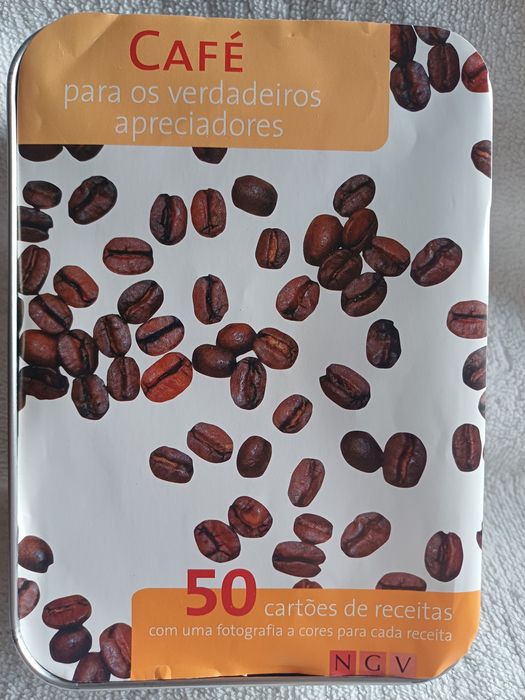 CAFÉ
para os verdadeiros
apreciadores
50 cartões de receitas
com uma fotografia a cores para cada receita
NGV